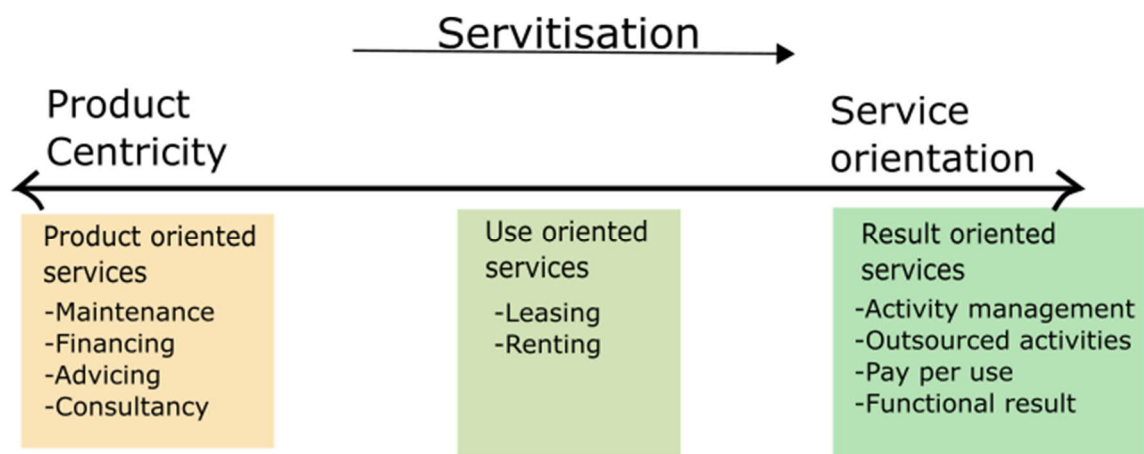 Servitisation
Product
Centricity
Service
orientation
Product oriented
services
-Maintenance
-Financing
-Advicing
-Consultancy
Use oriented
services
-Leasing
-Renting
Result oriented
services
-Activity management
-Outsourced activities
-Pay per use
-Functional result